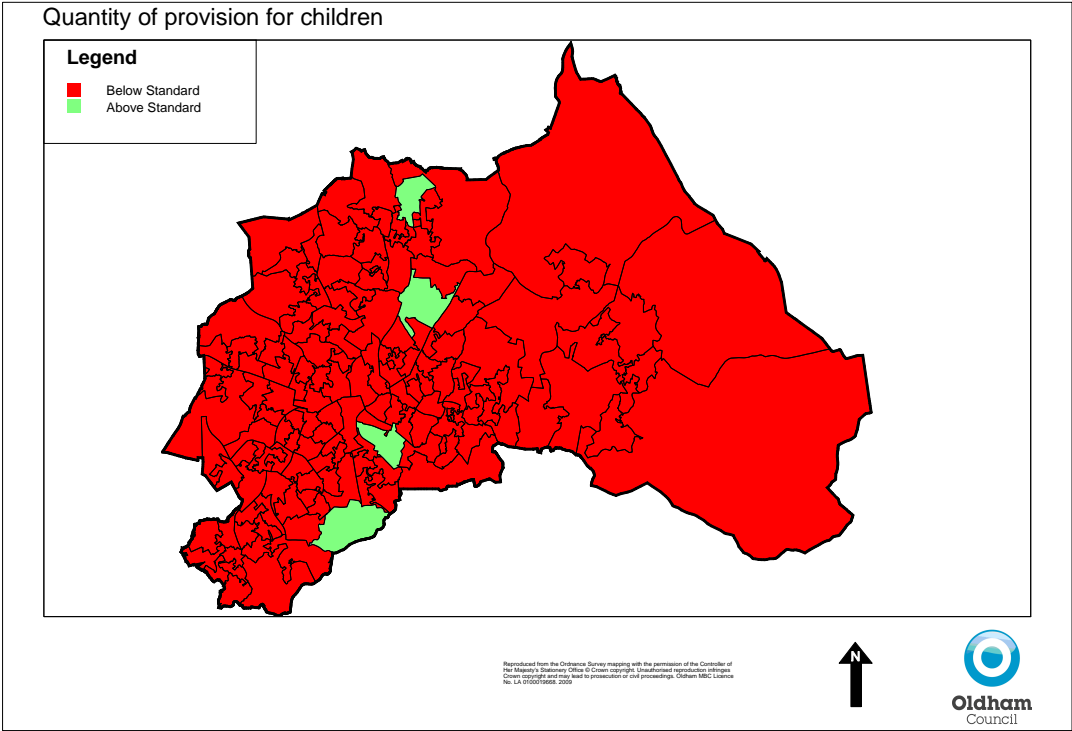 Quantity of provision for children
Legend
Below Standard
Above Standard
Reproduced from the Ordnance Survey mapping with the permission of the Controller of
Her Majesty's Stationery Office © Crown copyright. Unauthorised reproduction infringes
Crown copyright and may lead to prosecution or civil proceedings. Oldham MBC Licence
No. LA 0100019668. 2009
N
Oldham
Council